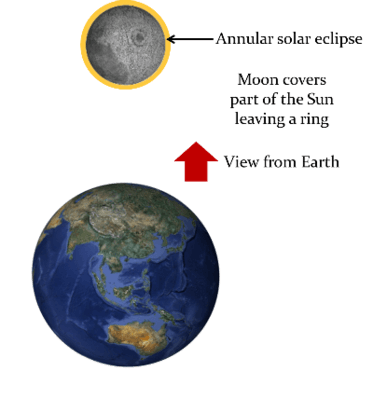 Annular solar eclipse
Moon covers
part of the Sun
leaving a ring
View from Earth